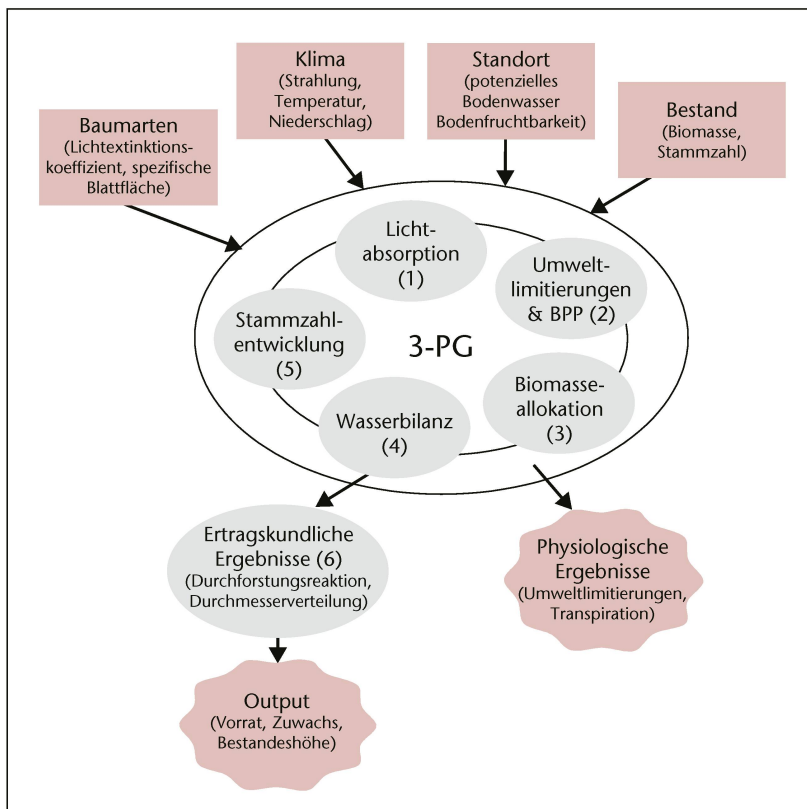 Klima
(Strahlung,
Temperatur,
Niederschlag)
Standort
(potenzielles
Bodenwasser
Bodenfruchtbarkeit)
Baumarten
(Lichtextinktions-
koeffizient, spezifische
Blattfläche)
Bestand
(Biomasse,
Stammzahl)
Licht-
absorption
(1)
Umwelt-
limitierungen
& BPP (2)
Stammzahl-
entwicklung
(5)
3-PG
Biomasse-
allokation
(3)
Wasserbilanz
(4)
Ertragskundliche
Ergebnisse (6)
(Durchforstungsreaktion,
Durchmesserverteilung)
Physiologische
Ergebnisse
(Umweltlimitierungen,
Transpiration)
Output
(Vorrat, Zuwachs,
Bestandeshöhe)